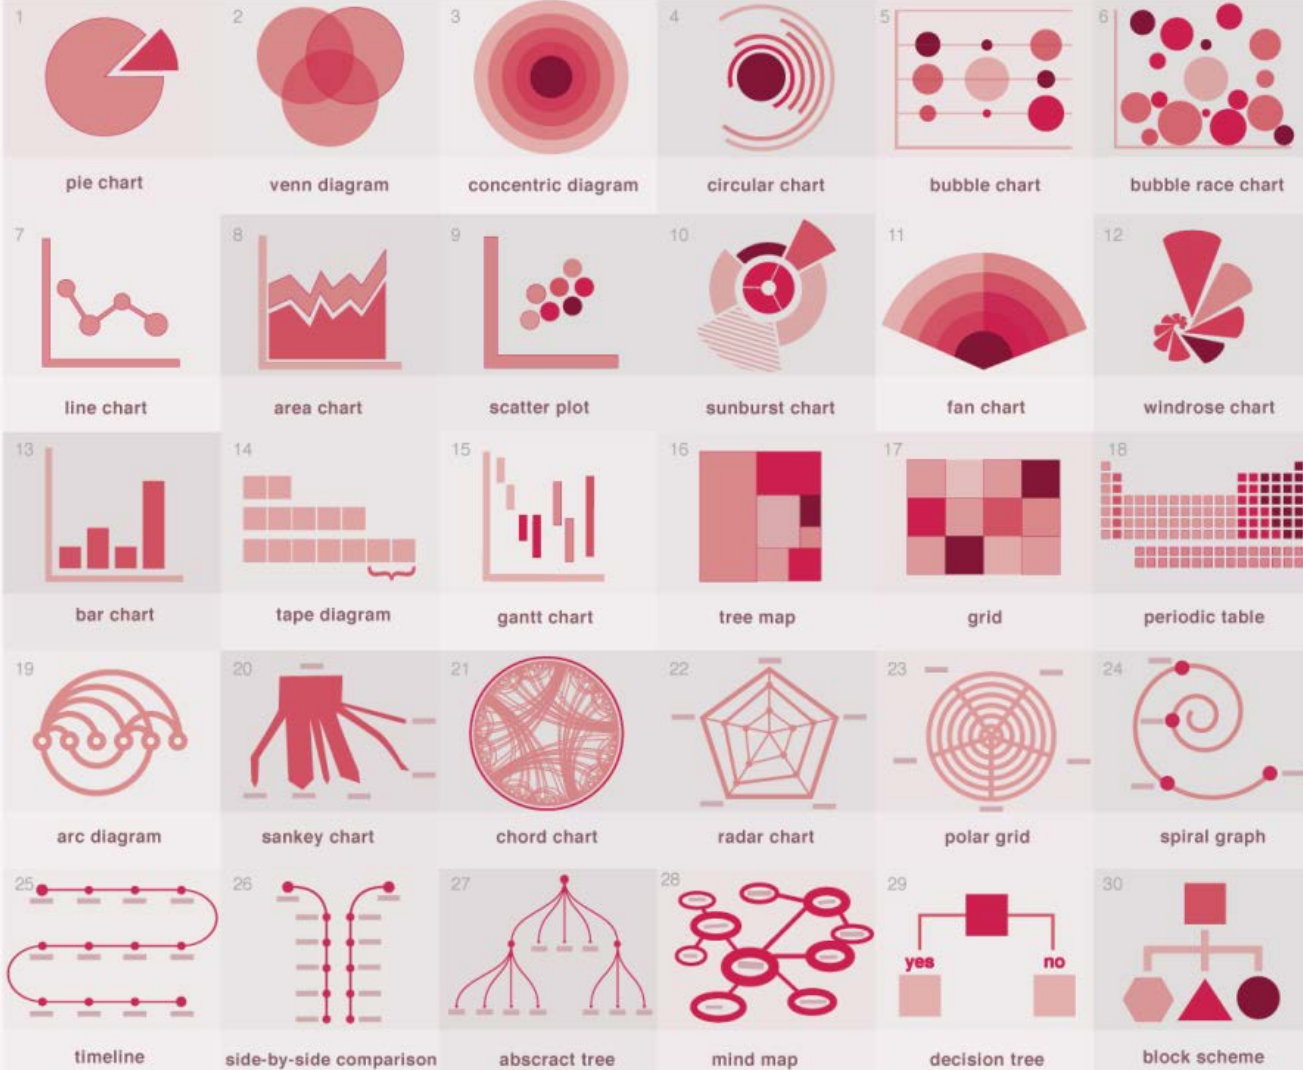 1 2 3 4 5 6
pie chart venn diagram concentric diagram circular chart bubble chart bubble race chart
7 8 9 10 11 12
line chart area chart scatter plot sunburst chart fan chart windrose chart
13 14 15 16 17 18
bar chart tape diagram gantt chart tree map grid periodic table
19 20 21 22 23 24
arc diagram sankey chart chord chart radar chart polar grid spiral graph
25 26 27 28 29 30
yes no
timeline side-by-side comparison abscract tree mind map decision tree block scheme